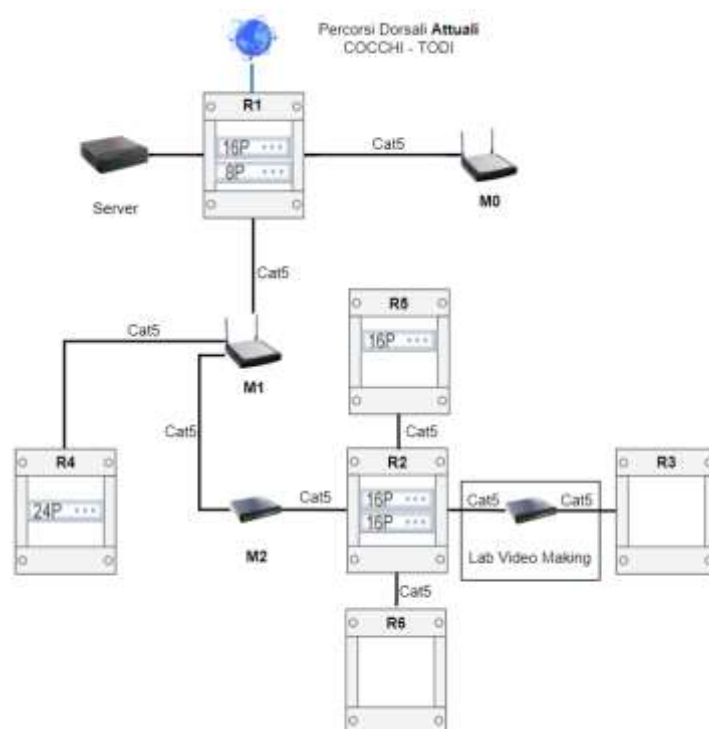 Percorsi Dorsali Attuali
COCCHI - TODI
R1
16P
8P
Cat5
M0
Server
Cat5
R5
16P
Cat5
M1
Cat5
Cat5
R4
24P
R2
16P
16P
R3
Cat5
M2
Cat5
Cat5
Lab Video Making
Cat5
R6